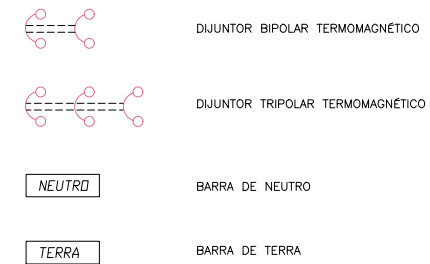 DIJUNTOR BIPOLAR TERMOMAGNÉTICO
DIJUNTOR TRIPOLAR TERMOMAGNÉTICO
NEUTRO BARRA DE NEUTRO
TERRA BARRA DE TERRA